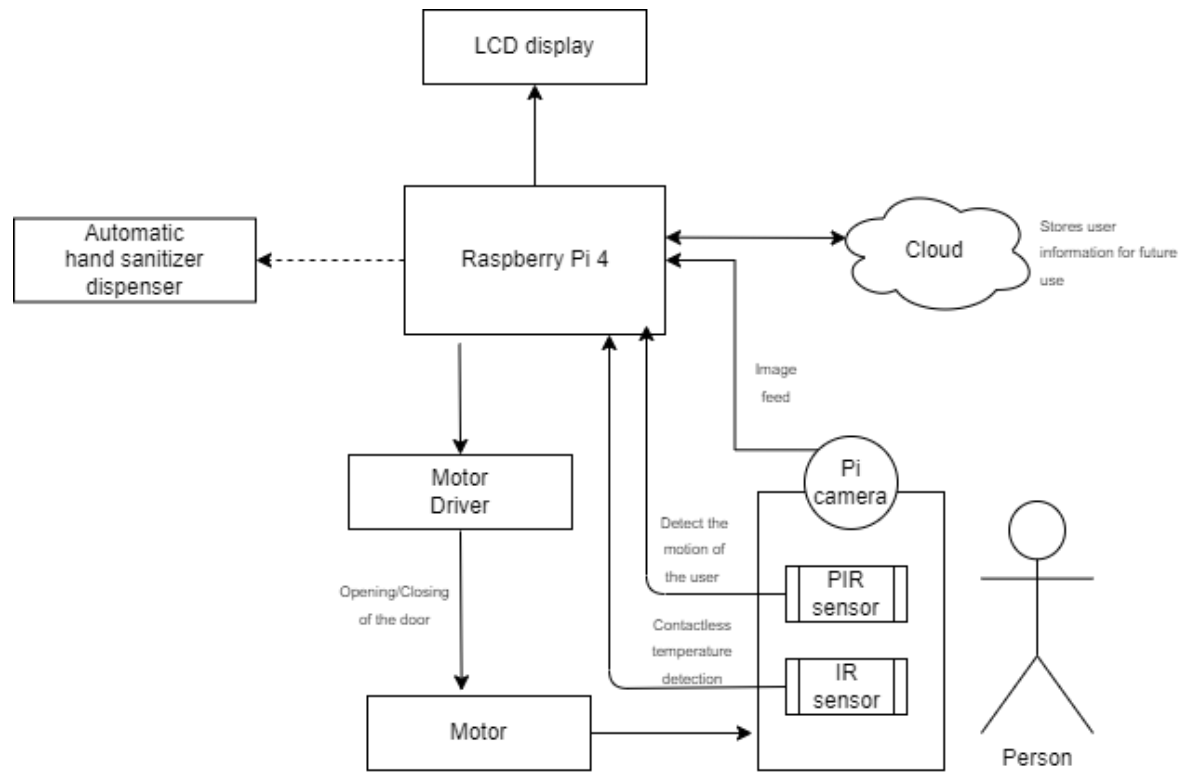 LCD display
Automatic
hand sanitizer
dispenser
Raspberry Pi 4
Cloud
Stores user
information for future
use
Image
feed
Motor
Driver
Pi
camera
Detect the
motion of
the user
PIR
sensor
Opening/Closing
of the door
Contactless
temperature
detection
IR
sensor
Motor
Person